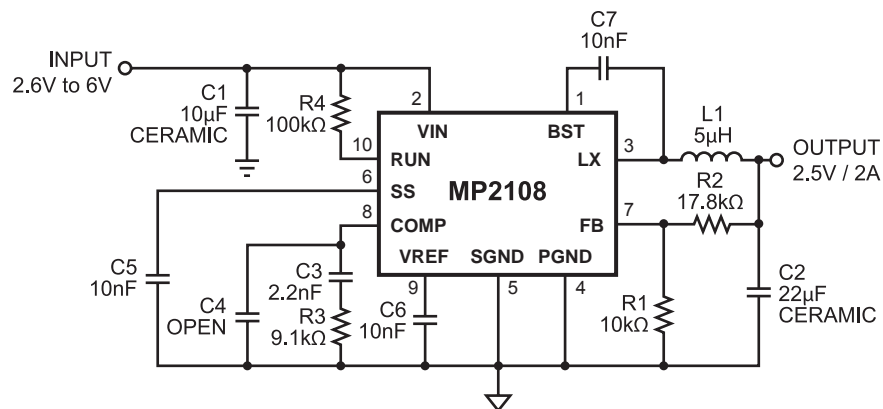 INPUT
2.6V to 6V
C1
10µF
CERAMIC
R4
100kΩ
C7
10nF
2
1
VIN
BST
10
RUN
LX
3
L1
5µH
OUTPUT
2.5V / 2A
6
SS
MP2108
R2
17.8kΩ
8
COMP
FB
7
VREF
SGND
PGND
9
5
4
C5
10nF
C4
OPEN
C3
2.2nF
R3
9.1kΩ
C6
10nF
R1
10kΩ
C2
22µF
CERAMIC